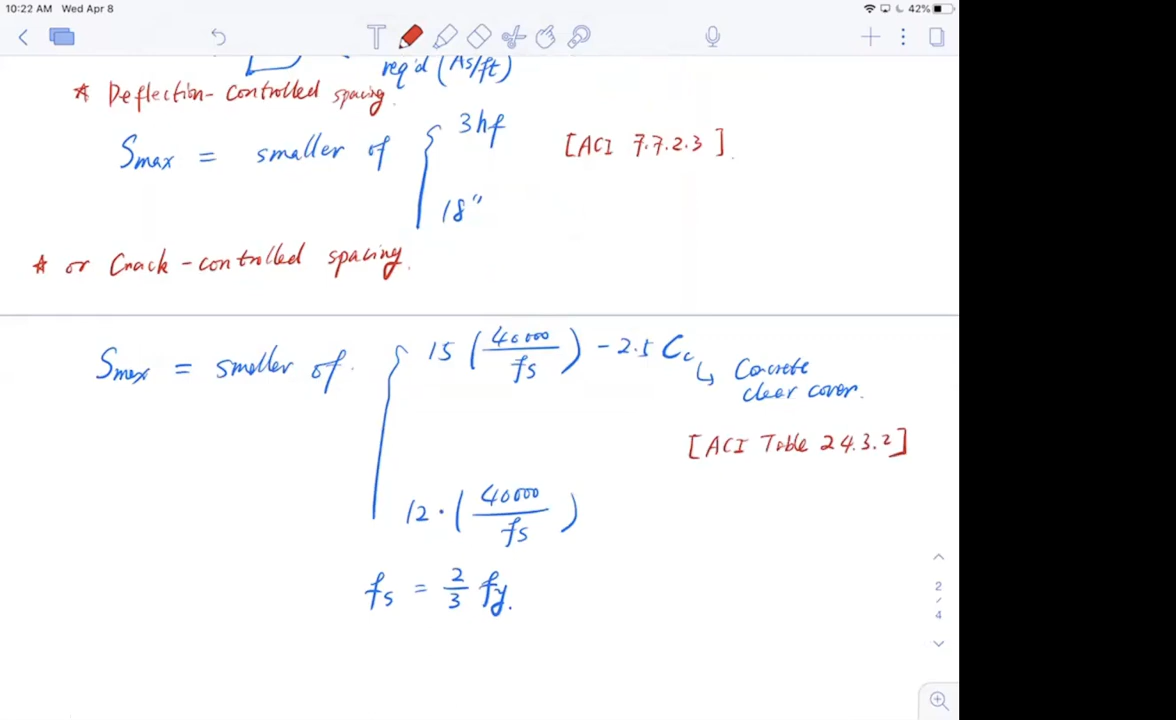 10:22 AM Wed Apr 8
42%
req'd (As/ft)
* Deflection-controlled spacing.
Smax = smaller of { 3hf [ACI 7.7.2.3].
18"
* or Crack-controlled spacing.
Smax = smaller of { 15 (40000/fs) - 2.5 Cc
↳ Concrete
clear cover.
[ACI Table 24.3.2]
12 · (40000/fs)
fs = 2/3 fy.
2
/
4